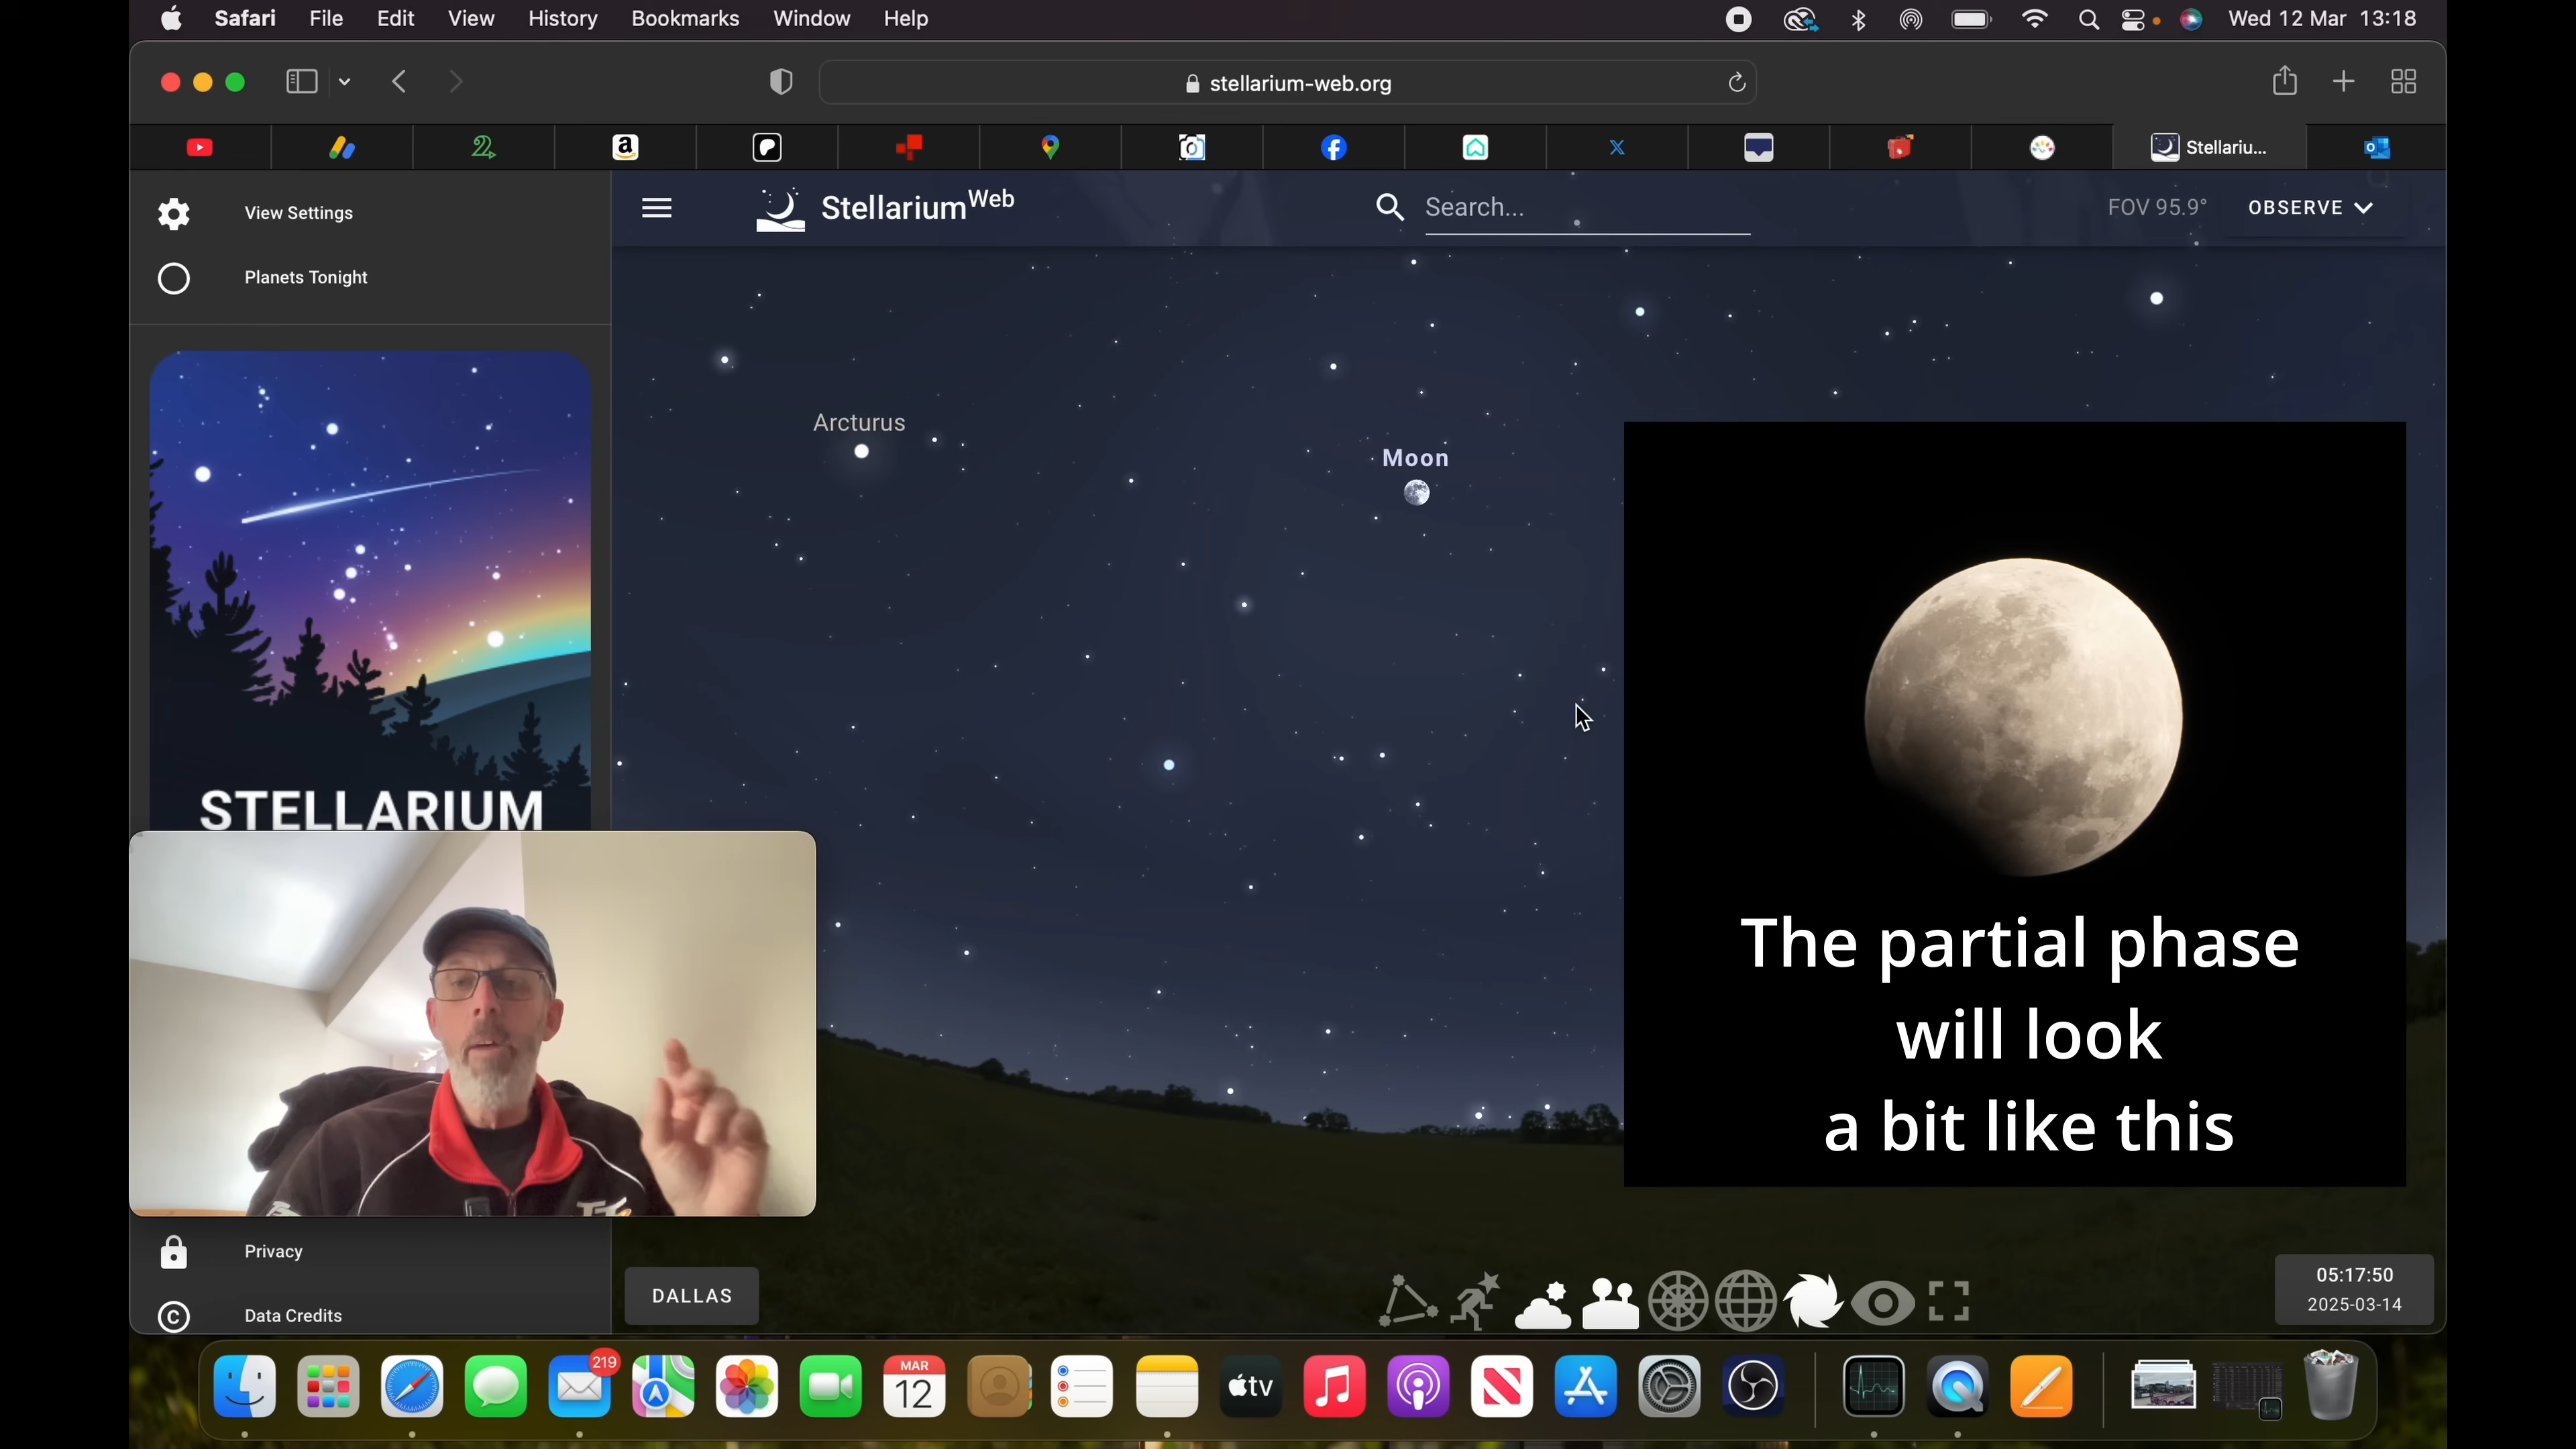 Safari File Edit View History Bookmarks Window Help Wed 12 Mar 13:18
stellarium-web.org
Stellariu...
View Settings
Planets Tonight
StellariumWeb
Search...
FOV 95.9°
OBSERVE
Arcturus
Moon
STELLARIUM
The partial phase
will look
a bit like this
Privacy
Data Credits
DALLAS
05:17:50
2025-03-14
219
MAR
12
tv